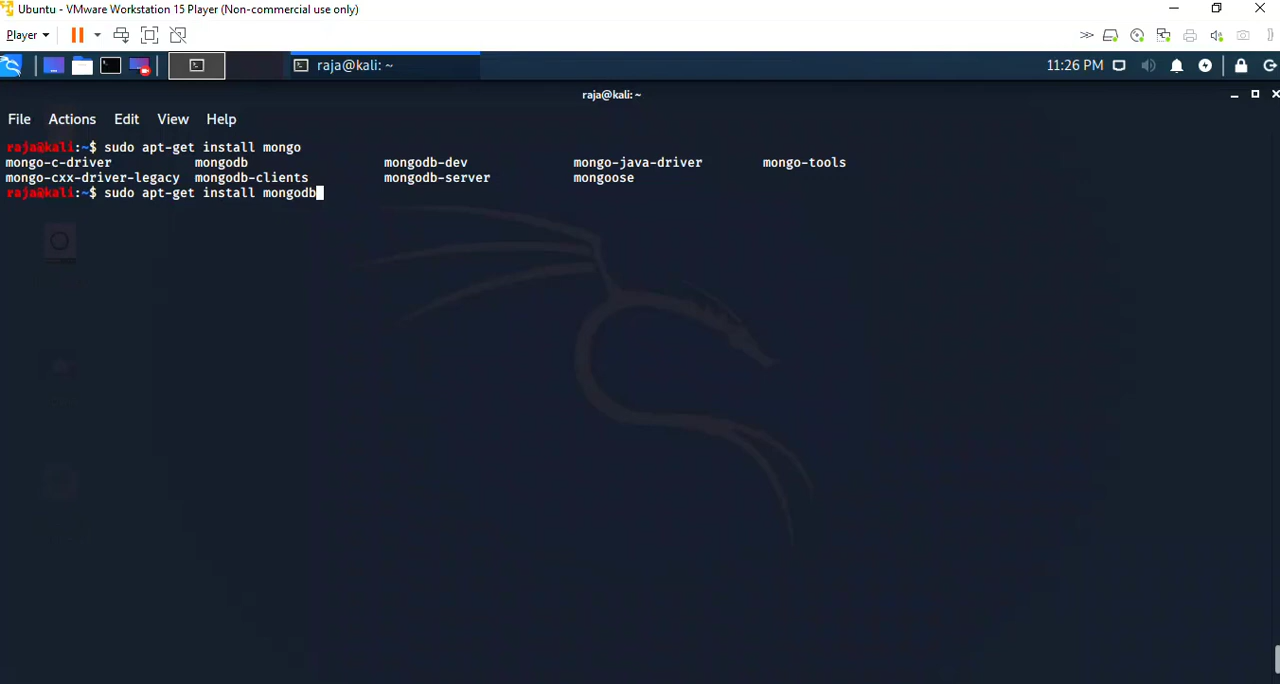 Ubuntu - VMware Workstation 15 Player (Non-commercial use only)
Player
raja@kali: ~ 11:26 PM
raja@kali: ~
File Actions Edit View Help
raja@kali:~$ sudo apt-get install mongo
mongo-c-driver mongodb mongodb-dev mongo-java-driver mongo-tools
mongo-cxx-driver-legacy mongodb-clients mongodb-server mongoose
raja@kali:~$ sudo apt-get install mongodb